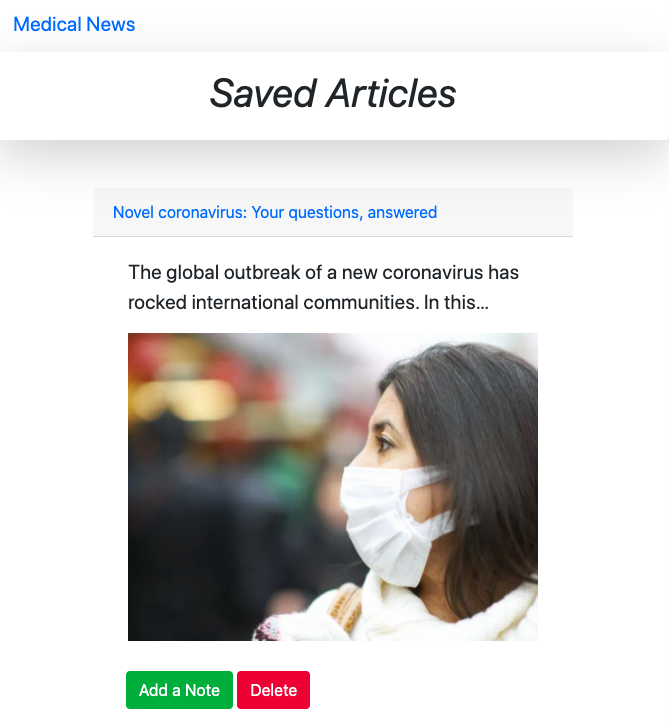 Medical News
Saved Articles
Novel coronavirus: Your questions, answered
The global outbreak of a new coronavirus has
rocked international communities. In this...
Add a Note
Delete